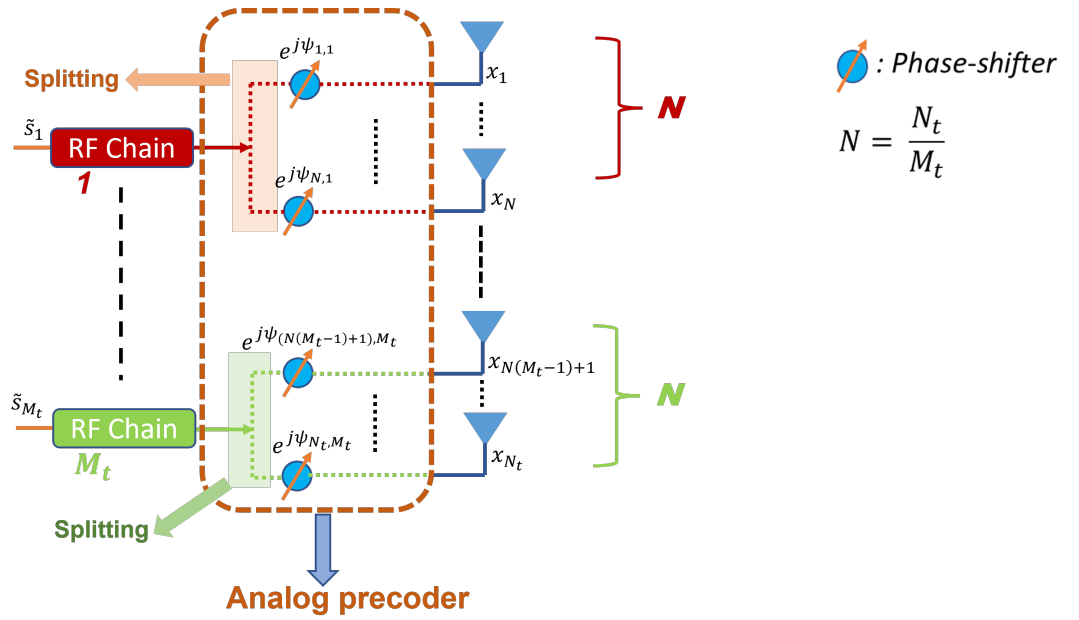 e^{jψ_{1,1}}
x_1
Splitting
: Phase-shifter
N
s̃_1
RF Chain
1
N = N_t / M_t
e^{jψ_{N,1}}
x_N
e^{jψ_{(N(M_t−1)+1),M_t}}
x_{N(M_t−1)+1}
N
s̃_{M_t}
RF Chain
M_t
e^{jψ_{N_t,M_t}}
x_{N_t}
Splitting
Analog precoder